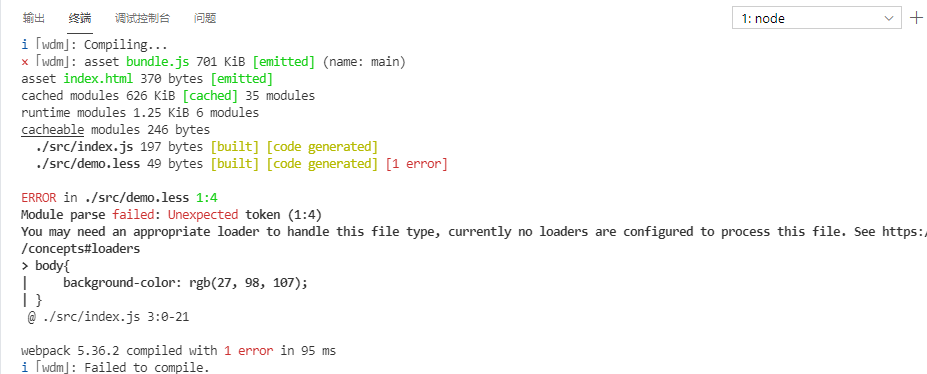 输出 终端 调试控制台 问题 1: node
i ｢wdm｣: Compiling...
× ｢wdm｣: asset bundle.js 701 KiB [emitted] (name: main)
asset index.html 370 bytes [emitted]
cached modules 626 KiB [cached] 35 modules
runtime modules 1.25 KiB 6 modules
cacheable modules 246 bytes
  ./src/index.js 197 bytes [built] [code generated]
  ./src/demo.less 49 bytes [built] [code generated] [1 error]
ERROR in ./src/demo.less 1:4
Module parse failed: Unexpected token (1:4)
You may need an appropriate loader to handle this file type, currently no loaders are configured to process this file. See https:/
/concepts#loaders
> body{
|     background-color: rgb(27, 98, 107);
| }
 @ ./src/index.js 3:0-21
webpack 5.36.2 compiled with 1 error in 95 ms
i ｢wdm｣: Failed to compile.